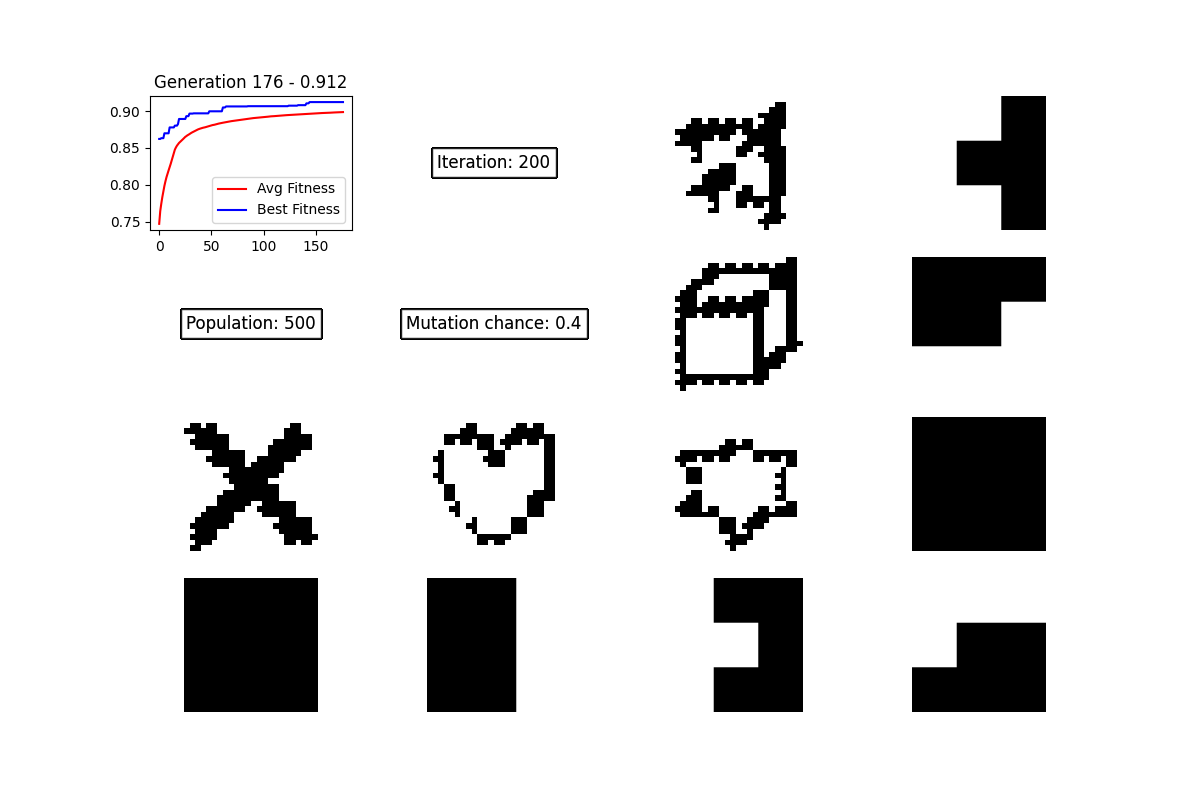 Generation 176 - 0.912
0.90
0.85
0.80
0.75
Avg Fitness
Best Fitness
0 50 100 150
Iteration: 200
Population: 500
Mutation chance: 0.4